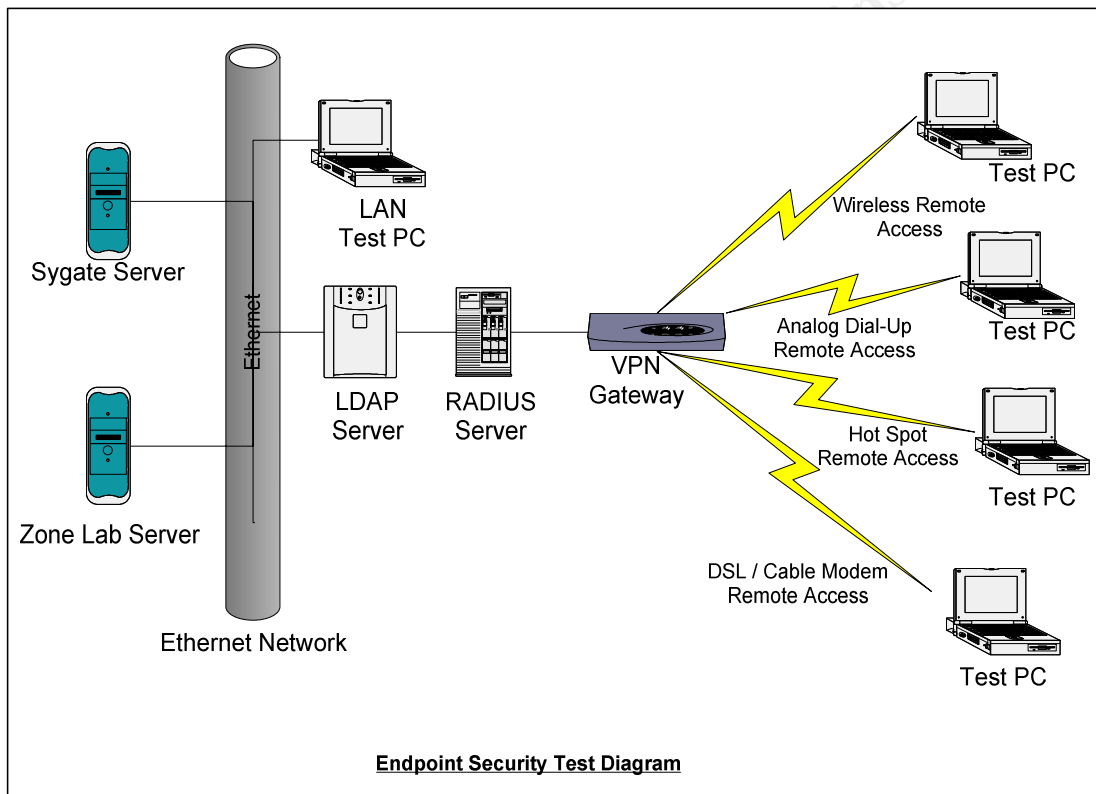 Test PC
Wireless Remote
Access
LAN
Test PC
Sygate Server
Test PC
Analog Dial-Up
Remote Access
Ethernet
VPN
Gateway
LDAP
Server
RADIUS
Server
Hot Spot
Remote Access
Test PC
Zone Lab Server
DSL / Cable Modem
Remote Access
Ethernet Network
Test PC
Endpoint Security Test Diagram